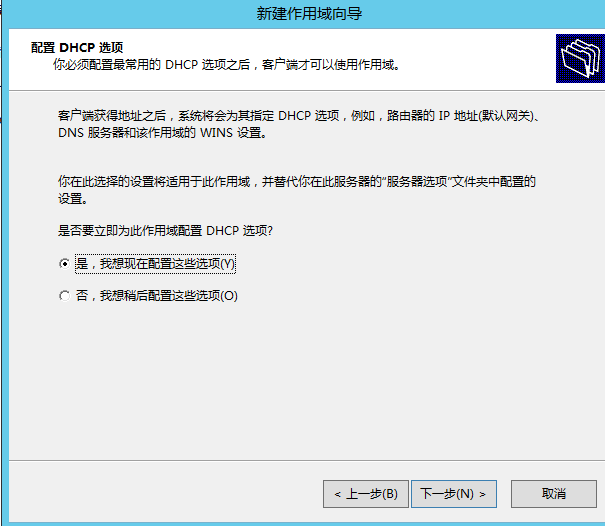 新建作用域向导
配置 DHCP 选项
你必须配置最常用的 DHCP 选项之后，客户端才可以使用作用域。
客户端获得地址之后，系统将会为其指定 DHCP 选项，例如，路由器的 IP 地址(默认网关)、
DNS 服务器和该作用域的 WINS 设置。
你在此选择的设置将适用于此作用域，并替代你在此服务器的“服务器选项”文件夹中配置的
设置。
是否要立即为此作用域配置 DHCP 选项?
是，我想现在配置这些选项(Y)
否，我想稍后配置这些选项(O)
< 上一步(B)
下一步(N) >
取消